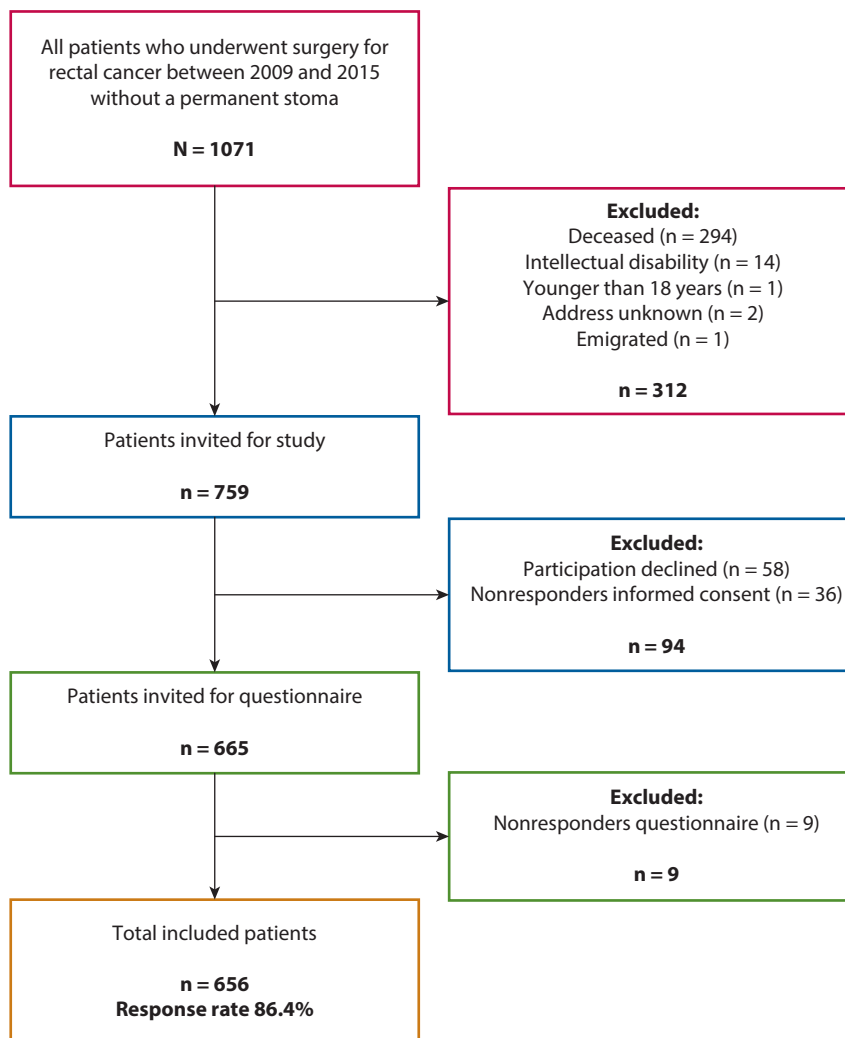 All patients who underwent surgery for
rectal cancer between 2009 and 2015
without a permanent stoma
N = 1071
Excluded:
Deceased (n = 294)
Intellectual disability (n = 14)
Younger than 18 years (n = 1)
Address unknown (n = 2)
Emigrated (n = 1)
n = 312
Patients invited for study
n = 759
Excluded:
Participation declined (n = 58)
Nonresponders informed consent (n = 36)
n = 94
Patients invited for questionnaire
n = 665
Excluded:
Nonresponders questionnaire (n = 9)
n = 9
Total included patients
n = 656
Response rate 86.4%